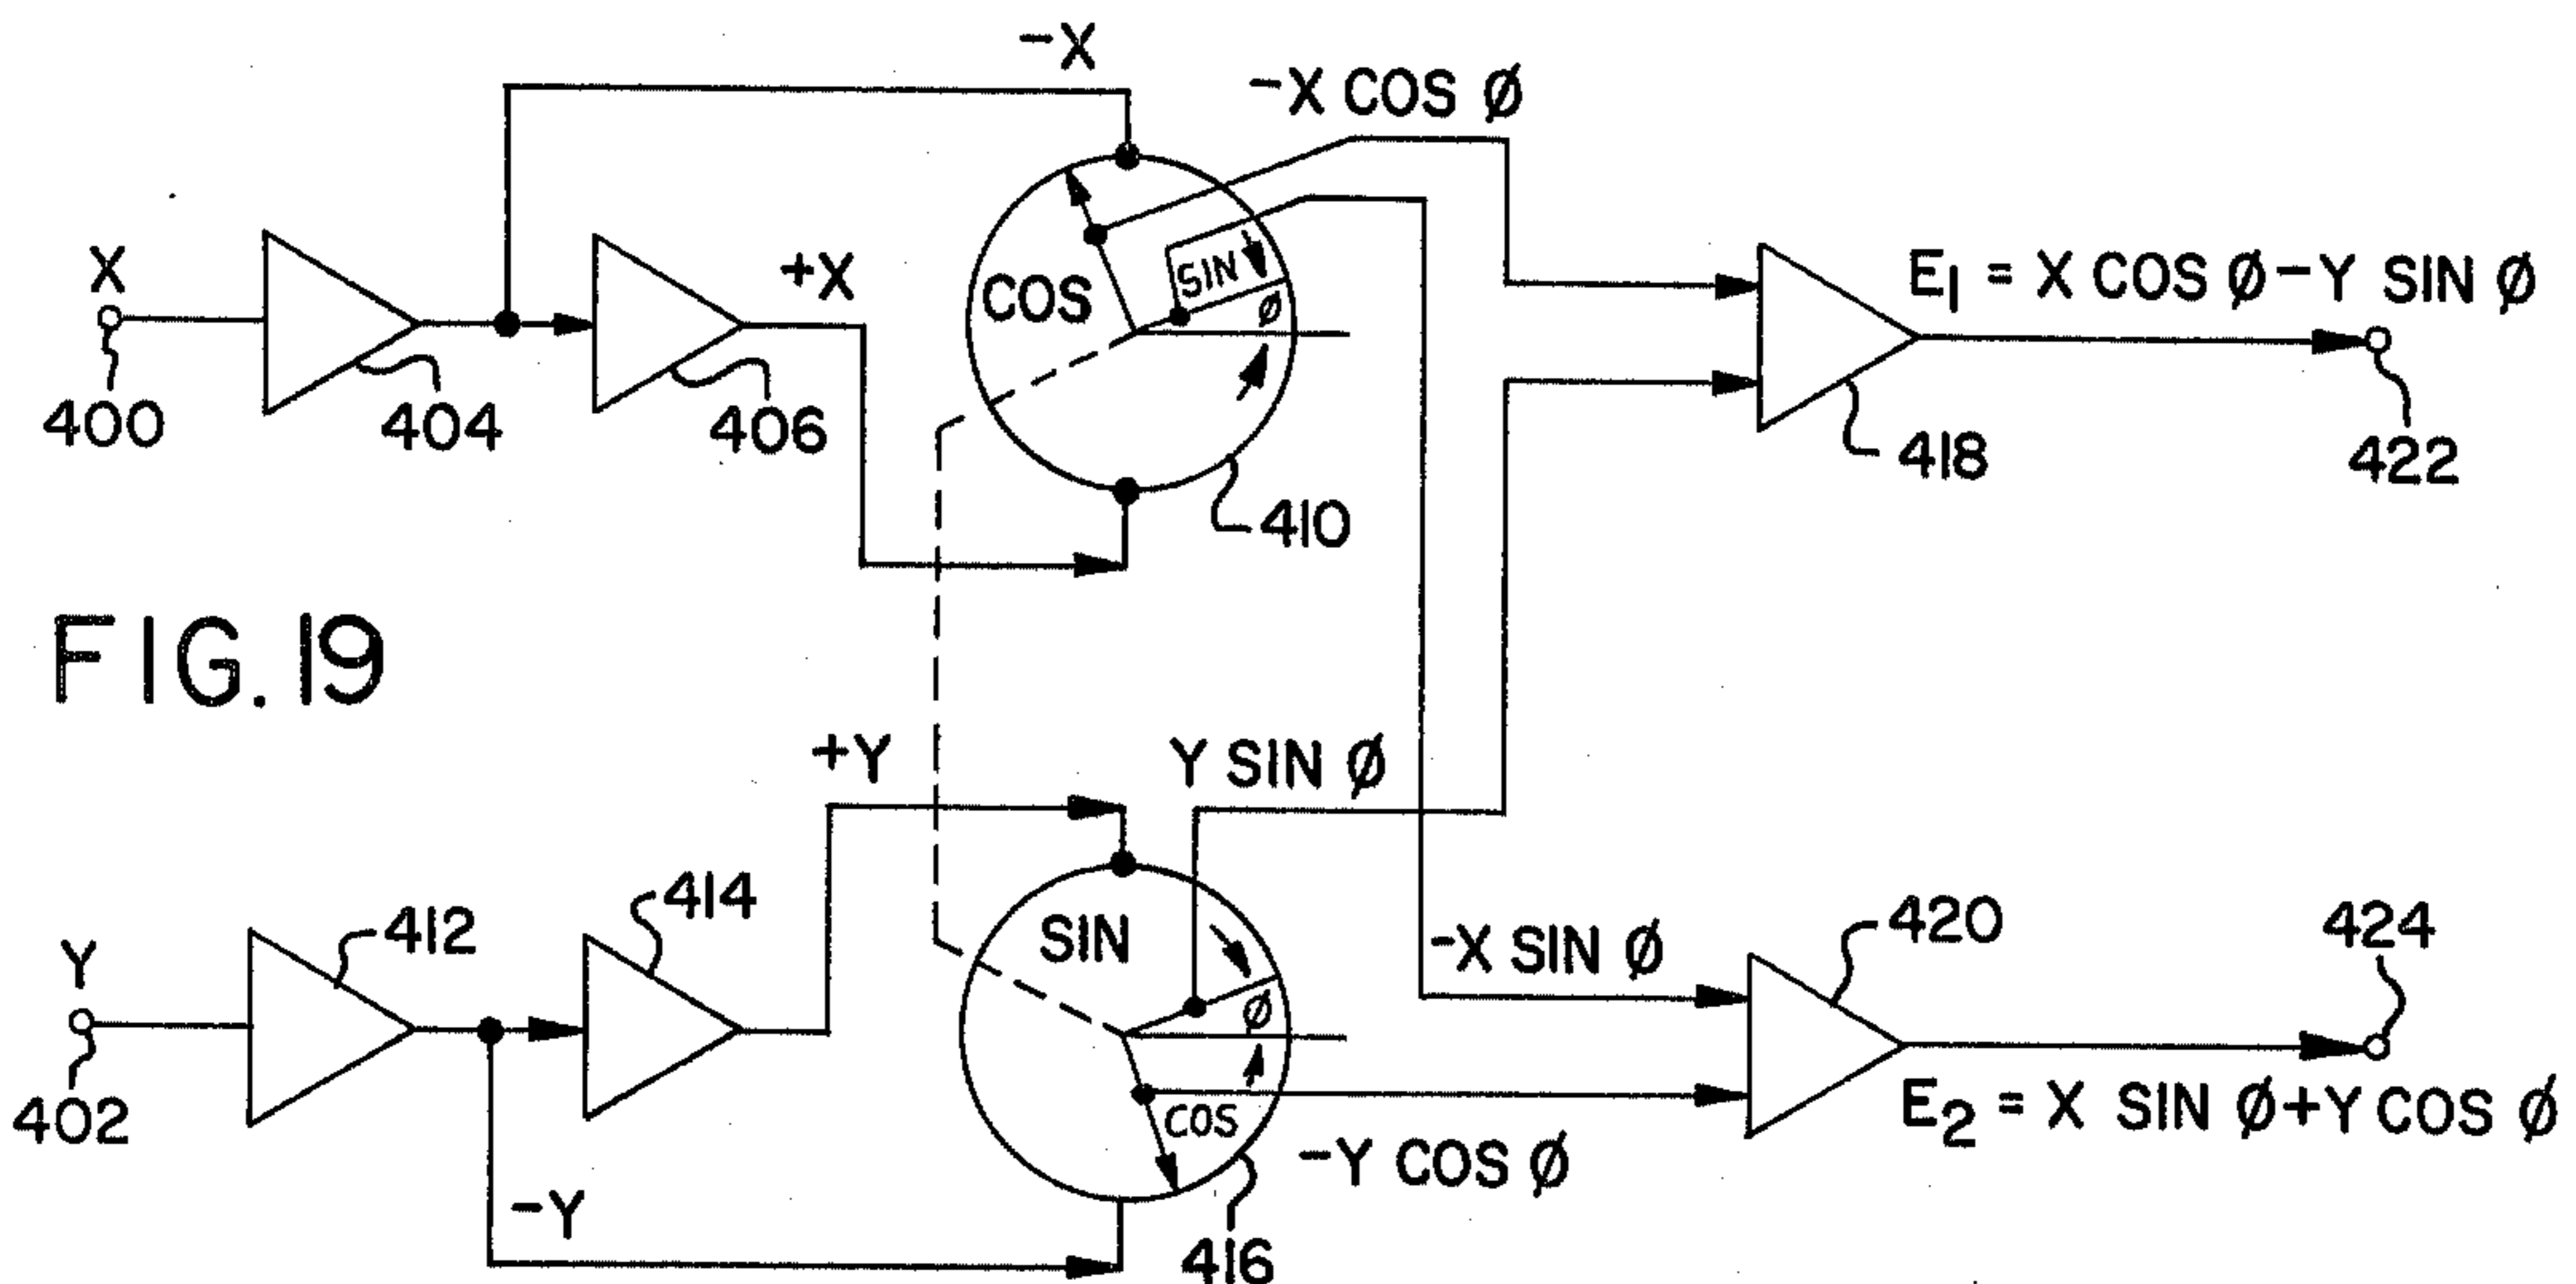 -X
-X COS ø
X
+X
COS
SIN
ø
E1 = X COS ø-Y SIN ø
400
404
406
410
418
422
FIG. 19
+Y
Y SIN ø
Y
412
414
SIN
ø
-X SIN ø
420
424
402
COS
-Y COS ø
E2 = X SIN ø+Y COS ø
-Y
416